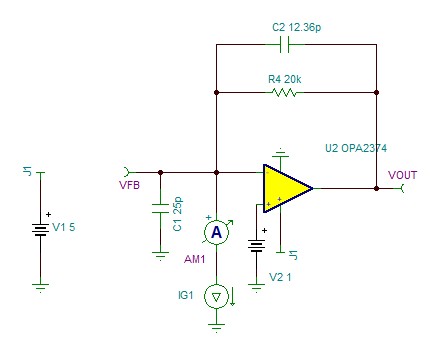 C2 12.36p
R4 20k
U2 OPA2374
J1
VFB
VOUT
V1 5
C1 25p
+
A
AM1
V2 1
J1
IG1